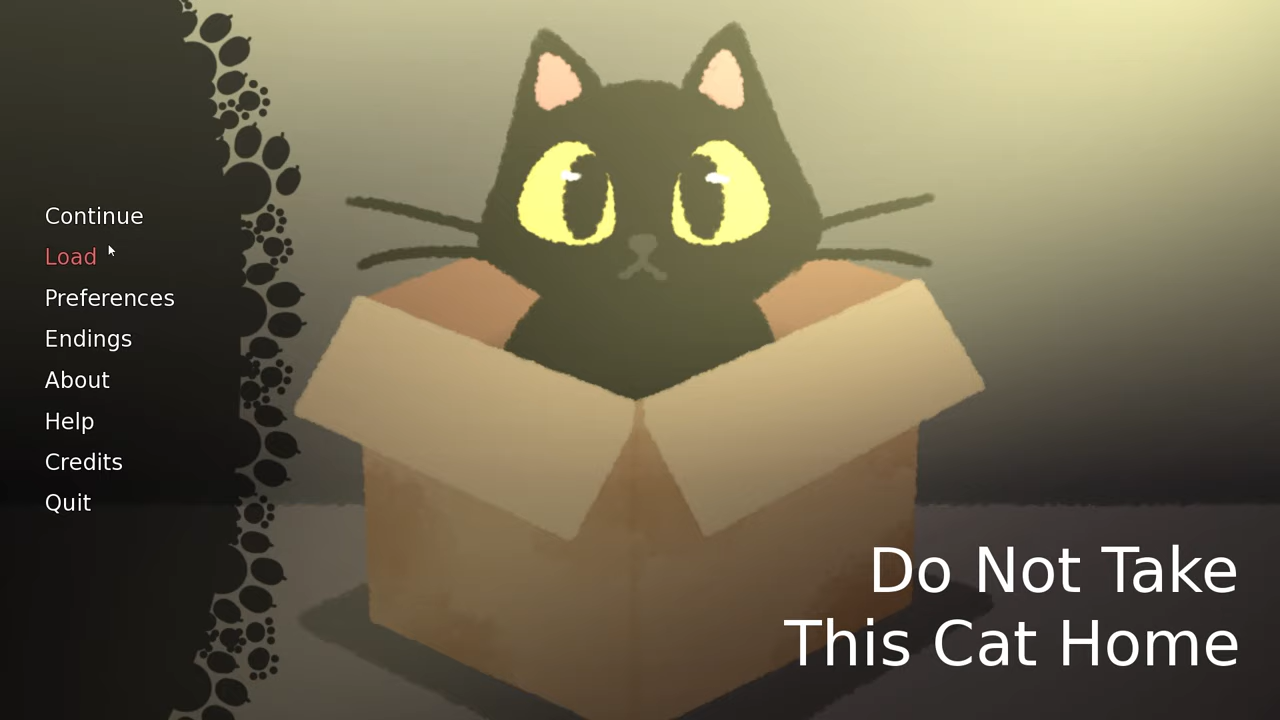 Continue
Load
Preferences
Endings
About
Help
Credits
Quit
Do Not Take
This Cat Home